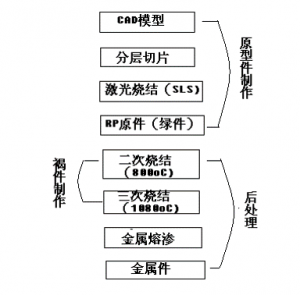 CAD模型
分层切片
激光烧结（SLS）
RP原件（绿件）
原型件制作
二次烧结
（800oC）
三次烧结
（1080oC）
褐件制作
金属熔渗
金属件
后处理